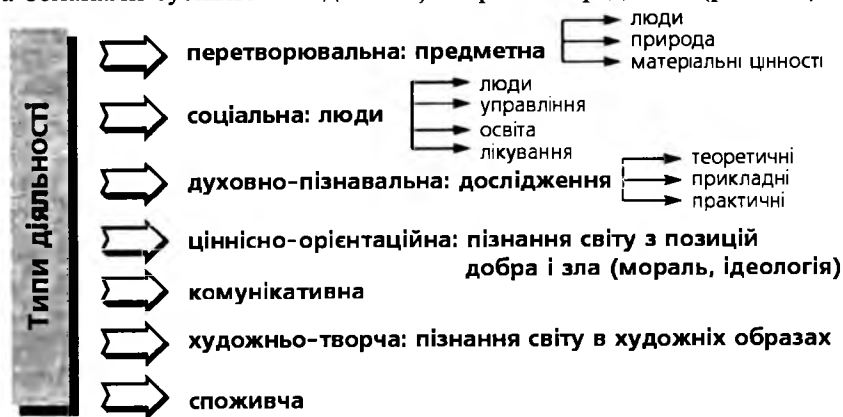 Типи діяльності
перетворювальна: предметна
люди
природа
матеріальні цінності
соціальна: люди
люди
управління
освіта
лікування
духовно-пізнавальна: дослідження
теоретичні
прикладні
практичні
ціннісно-орієнтаційна: пізнання світу з позицій
добра і зла (мораль, ідеологія)
комунікативна
художньо-творча: пізнання світу в художніх образах
споживча